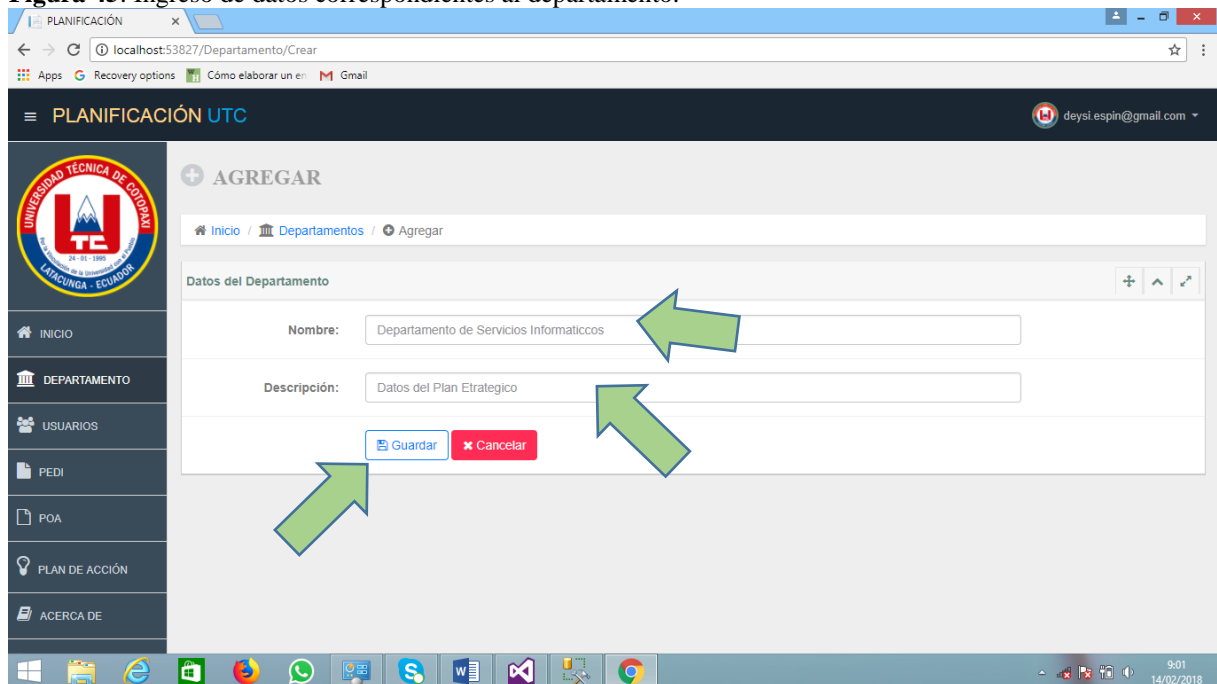 Figura 43. Ingreso de datos correspondientes al departamento.
PLANIFICACIÓN
localhost:53827/Departamento/Crear
Apps Recovery options Cómo elaborar un en Gmail
PLANIFICACIÓN UTC
deysi.espin@gmail.com
UNIVERSIDAD TÉCNICA DE COTOPAXI
UTC
24 - 01 - 1995
LATACUNGA - ECUADOR
AGREGAR
Inicio / Departamentos / Agregar
Datos del Departamento
Nombre: Departamento de Servicios Informaticcos
Descripción: Datos del Plan Etrategico
Guardar Cancelar
INICIO
DEPARTAMENTO
USUARIOS
PEDI
POA
PLAN DE ACCIÓN
ACERCA DE
9:01
14/02/2018